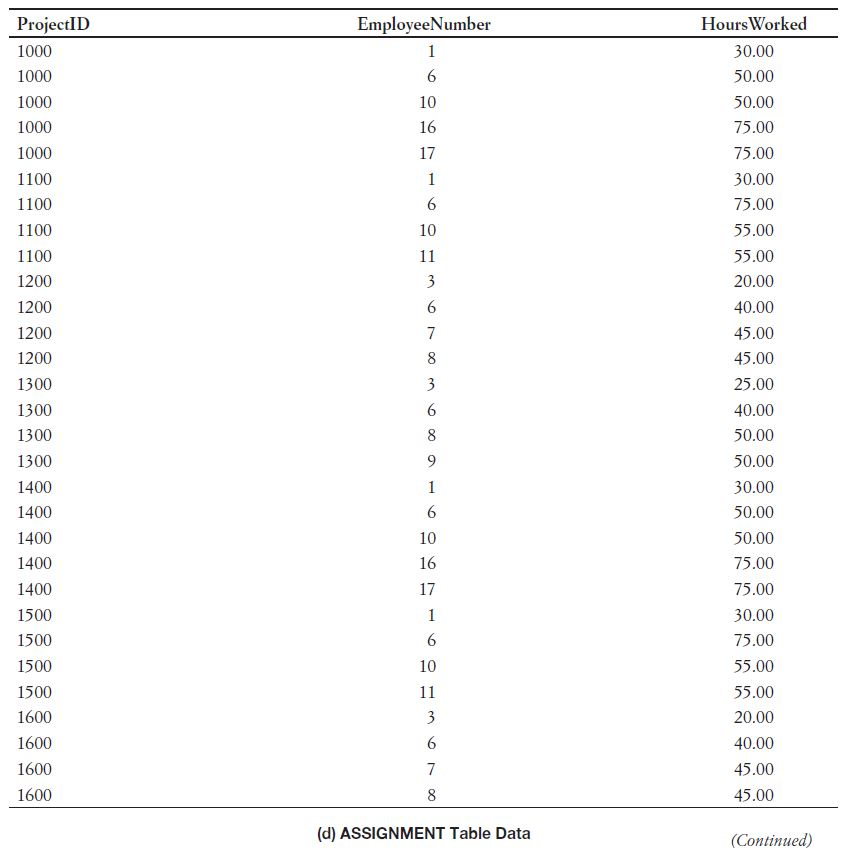 ProjectID EmployeeNumber HoursWorked
1000 1 30.00
1000 6 50.00
1000 10 50.00
1000 16 75.00
1000 17 75.00
1100 1 30.00
1100 6 75.00
1100 10 55.00
1100 11 55.00
1200 3 20.00
1200 6 40.00
1200 7 45.00
1200 8 45.00
1300 3 25.00
1300 6 40.00
1300 8 50.00
1300 9 50.00
1400 1 30.00
1400 6 50.00
1400 10 50.00
1400 16 75.00
1400 17 75.00
1500 1 30.00
1500 6 75.00
1500 10 55.00
1500 11 55.00
1600 3 20.00
1600 6 40.00
1600 7 45.00
1600 8 45.00
(d) ASSIGNMENT Table Data
(Continued)